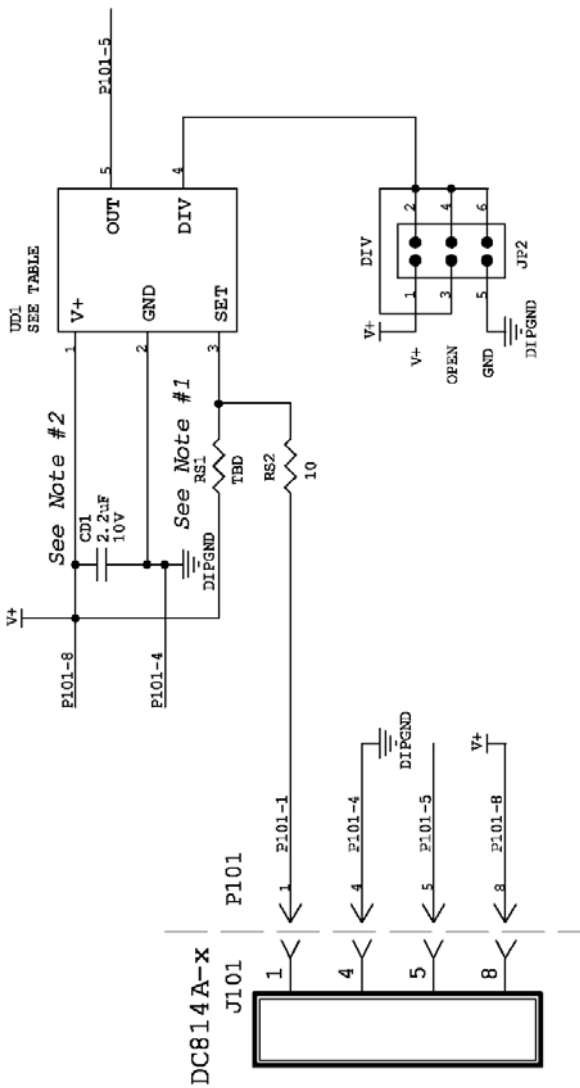 P101-5
5
4
OUT
DIV
UD1
SEE TABLE
V+
GND
SET
1
2
3
See Note #2
See Note #1
CD1
2.2uF
10V
RS1
TBD
RS2
10
DIPGND
V+
P101-8
P101-4
DIV
2
4
6
1
3
5
JP2
V+
V+
OPEN
GND
DIPGND
DC814A-x
J101
P101
1
4
5
8
1
4
5
8
P101-1
P101-4
P101-5
P101-8
DIPGND
V+